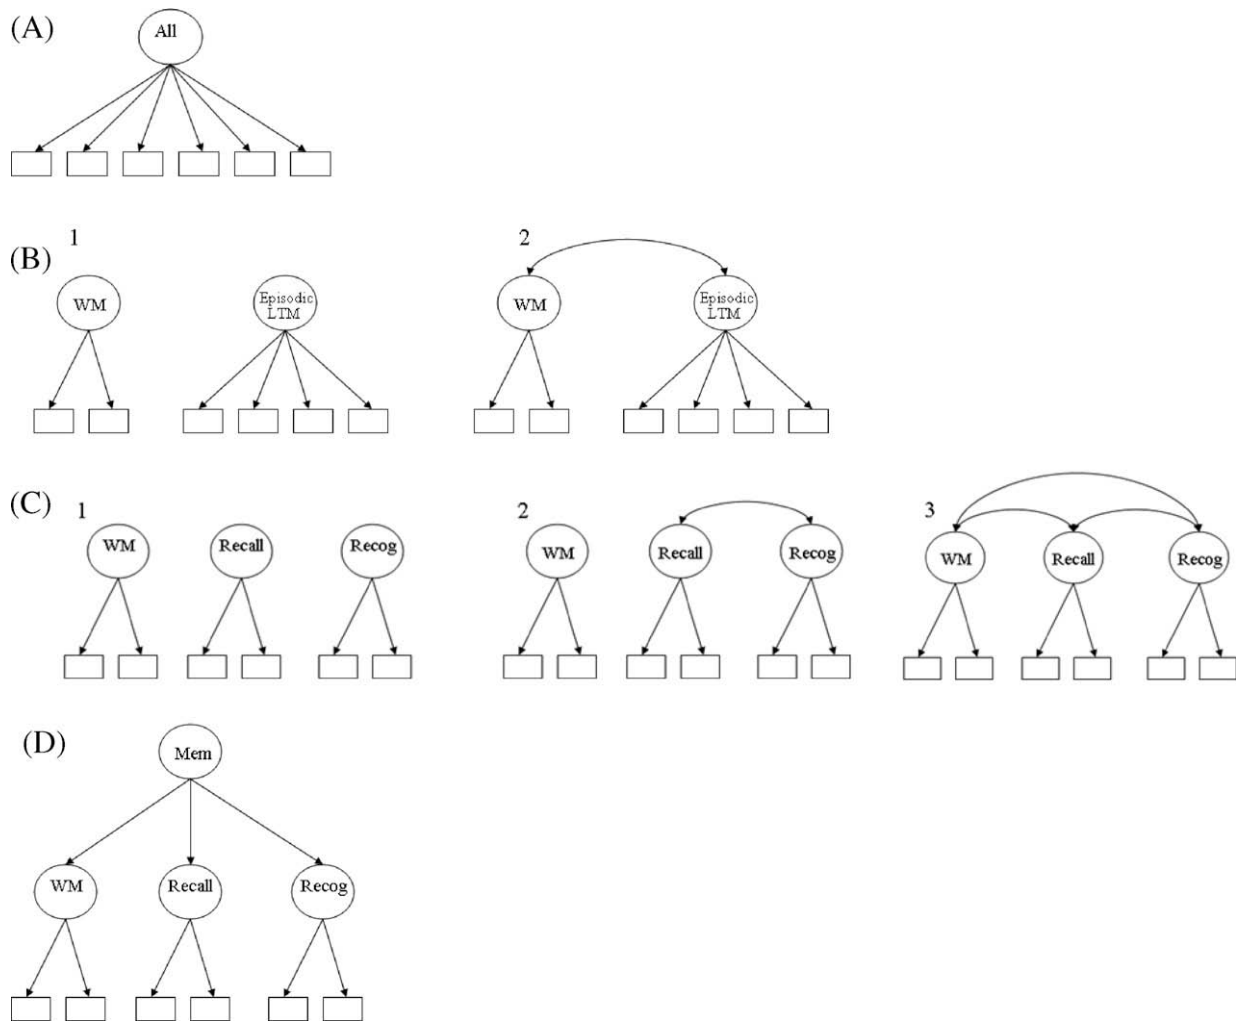 (A)
All
(B)
1
WM
Episodic
LTM
2
WM
Episodic
LTM
(C)
1
WM
Recall
Recog
2
WM
Recall
Recog
3
WM
Recall
Recog
(D)
Mem
WM
Recall
Recog